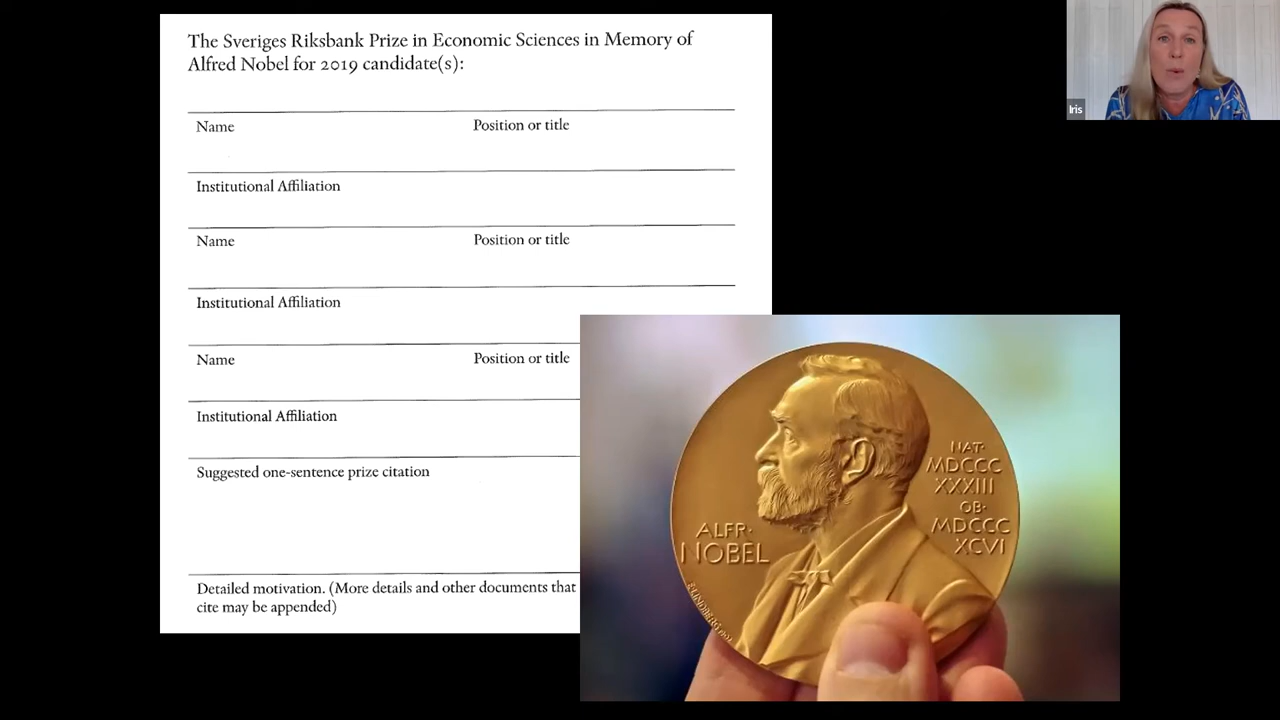 The Sveriges Riksbank Prize in Economic Sciences in Memory of
Alfred Nobel for 2019 candidate(s):
Name Position or title
Institutional Affiliation
Name Position or title
Institutional Affiliation
Name Position or title
Institutional Affiliation
Suggested one-sentence prize citation
Detailed motivation. (More details and other documents that
cite may be appended)
ALFR·
NOBEL
NAT·
MDCCC
XXXIII
OB·
MDCCC
XCVI
E·LINDBERG 1902
Iris